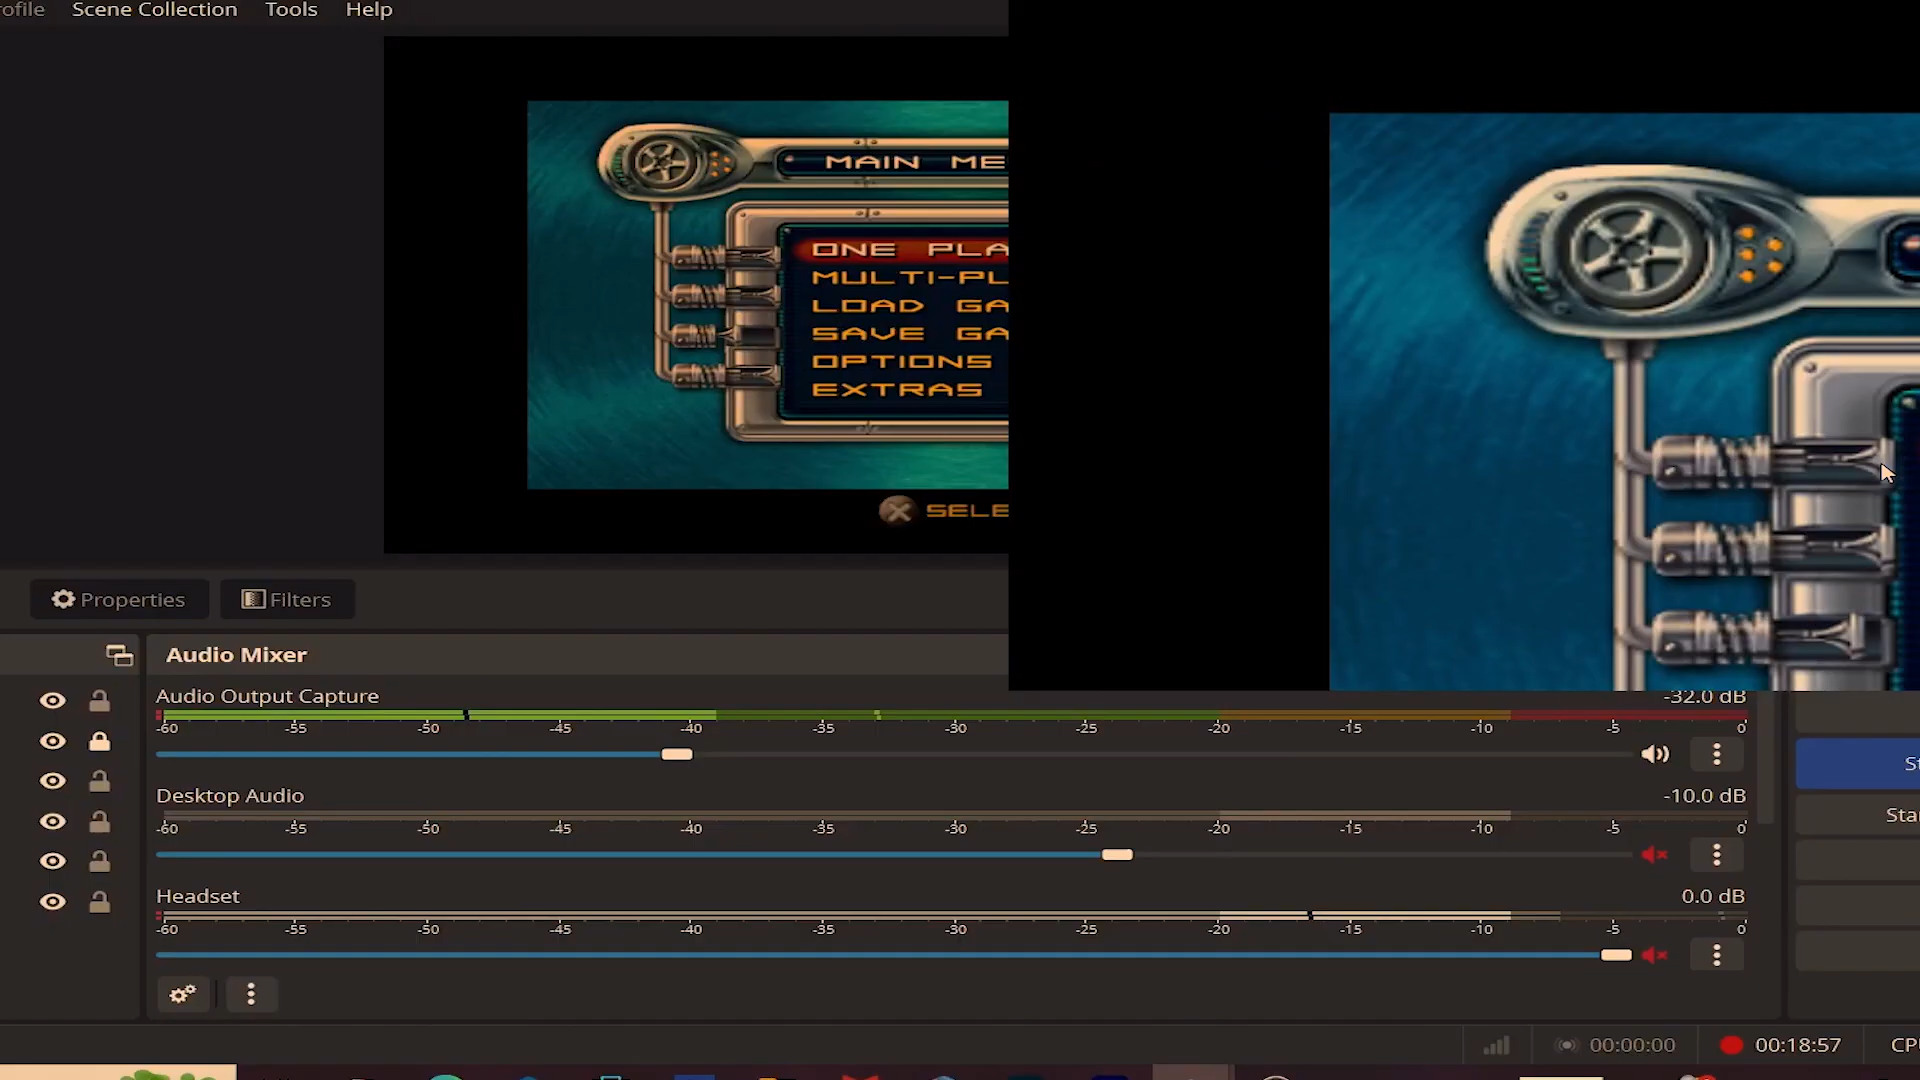 ofile Scene Collection Tools Help
MAIN ME
ONE PLA
MULTI-PL
LOAD GA
SAVE GA
OPTIONS
EXTRAS
SELE
Properties Filters
Audio Mixer
Audio Output Capture -32.0 dB
-60 -55 -50 -45 -40 -35 -30 -25 -20 -15 -10 -5 0
Desktop Audio -10.0 dB
-60 -55 -50 -45 -40 -35 -30 -25 -20 -15 -10 -5 0
Headset 0.0 dB
-60 -55 -50 -45 -40 -35 -30 -25 -20 -15 -10 -5 0
St
Sta
00:00:00 00:18:57 CP